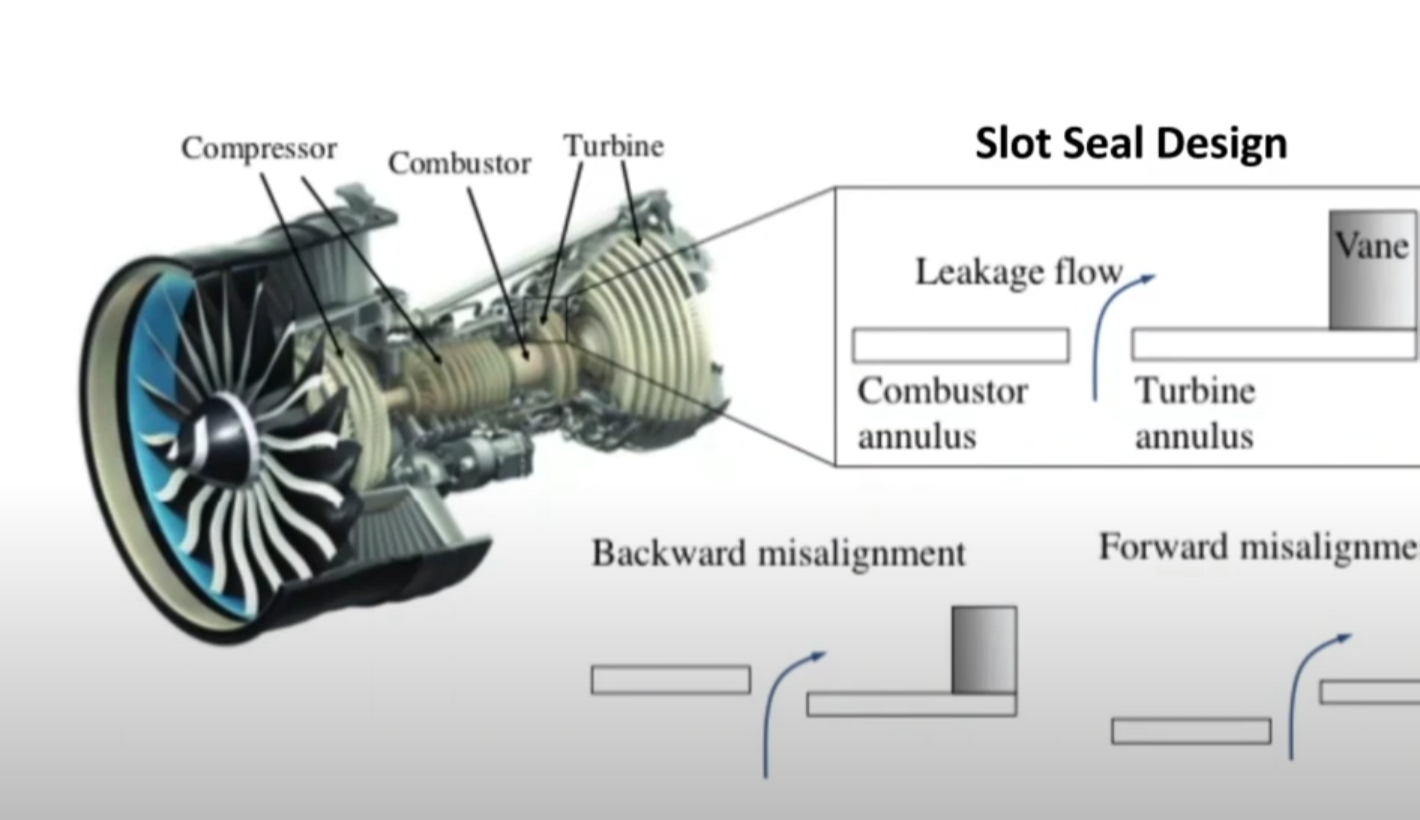 Compressor
Combustor
Turbine
Slot Seal Design
Leakage flow
Vane
Combustor
annulus
Turbine
annulus
Backward misalignment
Forward misalignme